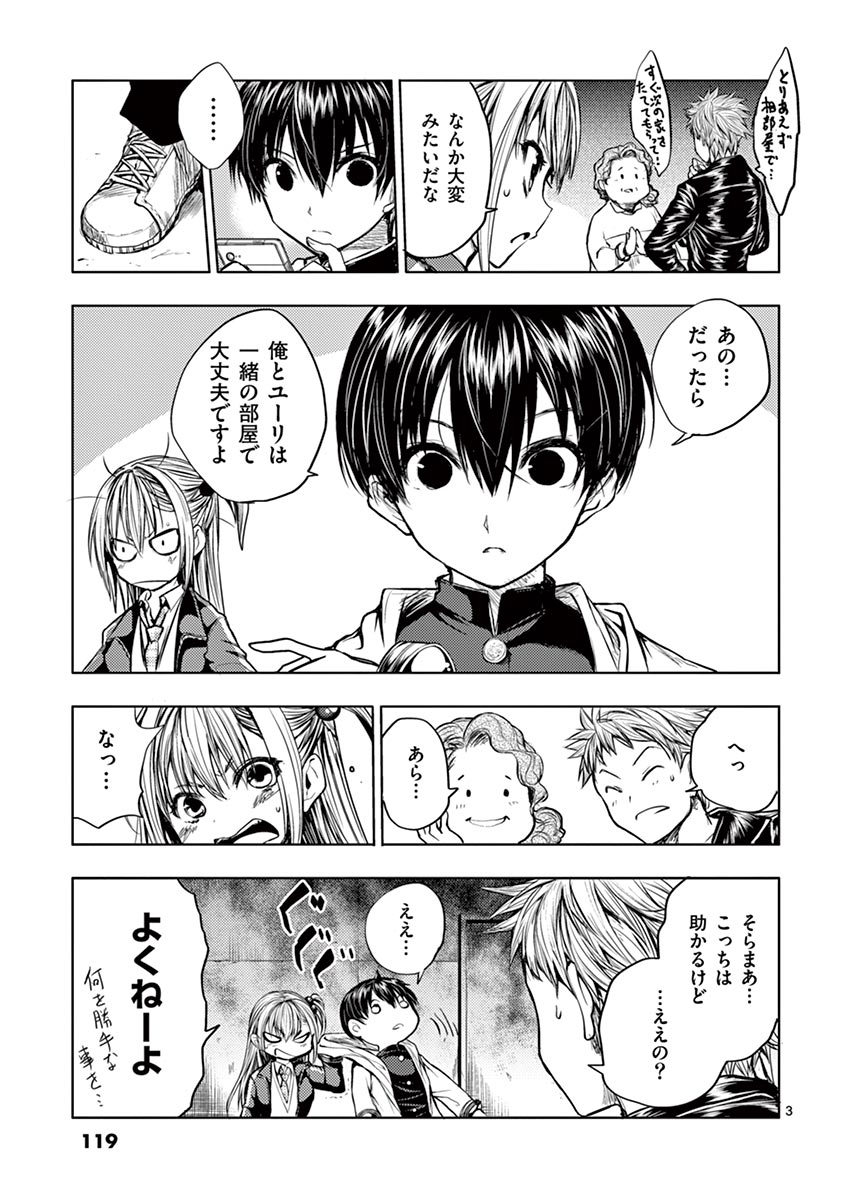 とりあえず
相部屋で…
すぐ次の家を
たててもらって…
なんか大変
みたいだな
……
あの…
だったら
俺とユーリは
一緒の部屋で
大丈夫ですよ
へっ
あら…
なっ…
そらまあ…
こっちは
助かるけど
…ええの？
ええ…
ぐぐぐ
よくねーよ
何を勝手な
事を…
3
119